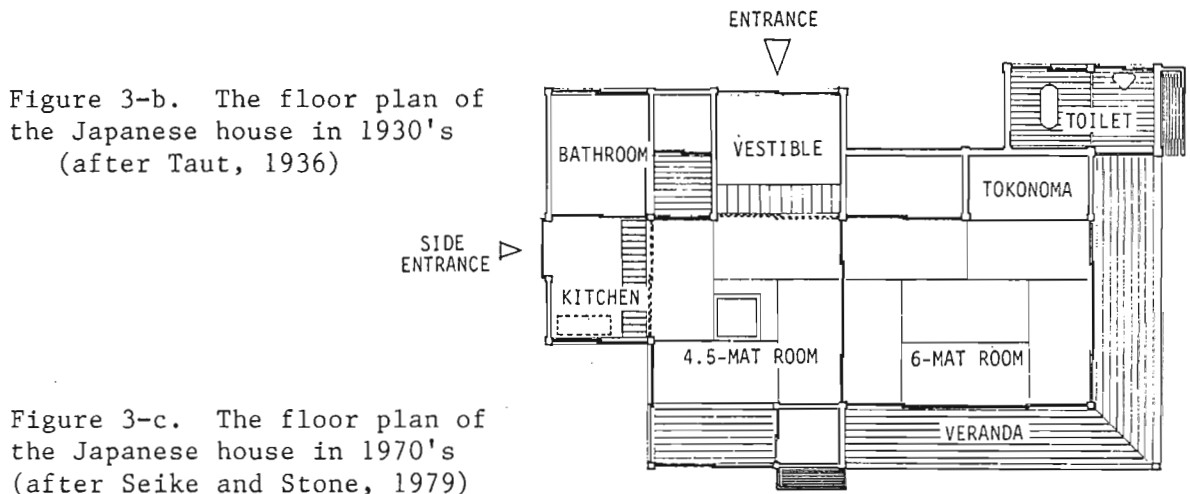 Figure 3-b. The floor plan of
the Japanese house in 1930's
(after Taut, 1936)
ENTRANCE
TOILET
BATHROOM
VESTIBLE
TOKONOMA
SIDE
ENTRANCE
KITCHEN
4.5-MAT ROOM
6-MAT ROOM
VERANDA
Figure 3-c. The floor plan of
the Japanese house in 1970's
(after Seike and Stone, 1979)